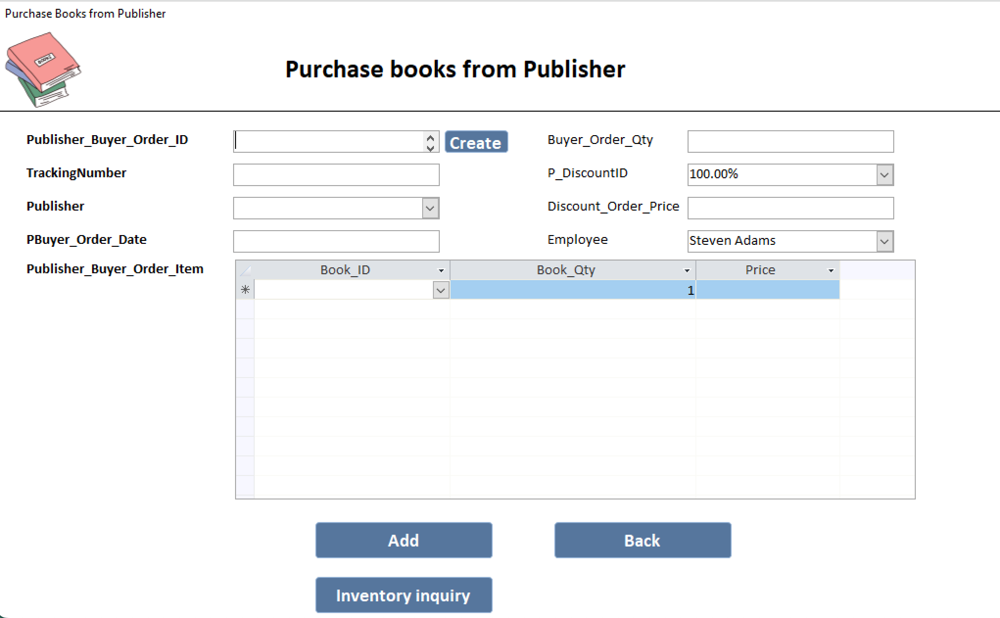 Purchase Books from Publisher
BOOKS
Purchase books from Publisher
Publisher_Buyer_Order_ID
Create
Buyer_Order_Qty
TrackingNumber
P_DiscountID
100.00%
Publisher
Discount_Order_Price
PBuyer_Order_Date
Employee
Steven Adams
Publisher_Buyer_Order_Item
Book_ID
Book_Qty
Price
1
Add
Back
Inventory inquiry